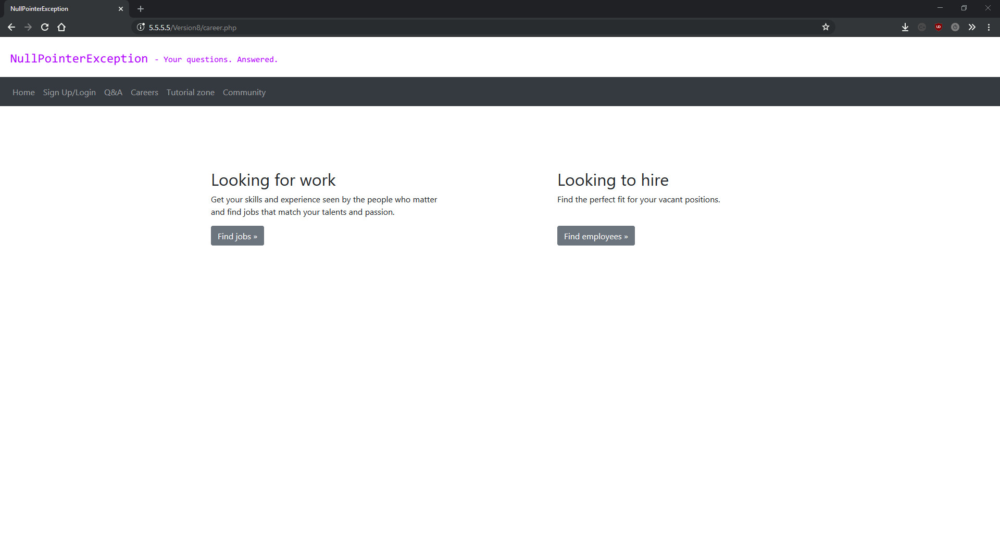 NullPointerException
5.5.5.5/Version8/career.php
NullPointerException - Your questions. Answered.
Home Sign Up/Login Q&A Careers Tutorial zone Community
Looking for work
Get your skills and experience seen by the people who matter
and find jobs that match your talents and passion.
Find jobs »
Looking to hire
Find the perfect fit for your vacant positions.
Find employees »